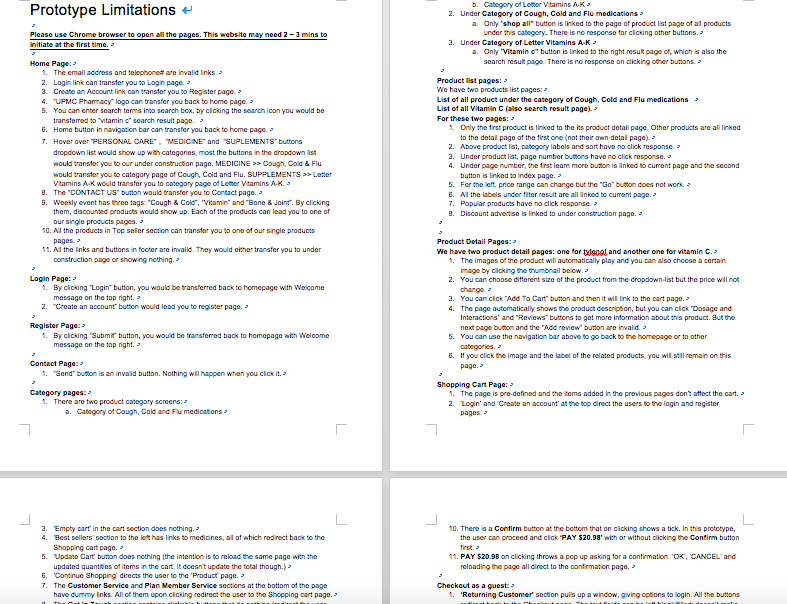 Prototype Limitations
Please use Chrome browser to open all the pages. This website may need 2 – 3 mins to
initiate at the first time.
Home Page:
1. The email address and telephone# are invalid links.
2. Login link can transfer you to Login page.
3. Create an Account link can transfer you to Register page.
4. "UPMC Pharmacy" logo can transfer you back to home page.
5. You can enter search terms into search box, by clicking the search icon you would be
transferred to "vitamin c" search result page.
6. Home button in navigation bar can transfer you back to home page.
7. Hover over "PERSONAL CARE", "MEDICINE" and "SUPLEMENTS" buttons
dropdown list would show up with categories, most the buttons in the dropdown list
would transfer you to our under construction page. MEDICINE >> Cough, Cold & Flu
would transfer you to category page of Cough, Cold and Flu. SUPPLEMENTS >> Letter
Vitamins A-K would transfer you to category page of Letter Vitamins A-K.
8. The "CONTACT US" button would transfer you to Contact page.
9. Weekly event has three tags: "Cough & Cold", "Vitamin" and "Bone & Joint". By clicking
them, discounted products would show up. Each of the products can lead you to one of
our single products pages.
10. All the products in Top seller section can transfer you to one of our single products
pages.
11. All the links and buttons in footer are invalid. They would either transfer you to under
construction page or showing nothing.
Login Page:
1. By clicking "Login" button, you would be transferred back to homepage with Welcome
message on the top right.
2. "Create an account" button would lead you to register page.
Register Page:
1. By clicking "Submit" button, you would be transferred back to homepage with Welcome
message on the top right.
Contact Page:
1. "Send" button is an invalid button. Nothing will happen when you click it.
Category pages:
1. There are two product category screens:
a. Category of Cough, Cold and Flu medications
b. Category of Letter Vitamins A-K
2. Under Category of Cough, Cold and Flu medications
a. Only "shop all" button is linked to the page of product list page of all products
under this category. There is no response for clicking other buttons.
3. Under Category of Letter Vitamins A-K
a. Only "Vitamin c" button is linked to the right result page of, which is also the
search result page. There is no response on clicking other buttons.
Product list pages:
We have two products list pages:
List of all product under the category of Cough, Cold and Flu medications
List of all Vitamin C (also search result page).
For these two pages:
1. Only the first product is linked to the its product detail page. Other products are all linked
to the detail page of the first one (not their own detail page).
2. Above product list, category labels and sort have no click response.
3. Under product list, page number buttons have no click response.
4. Under page number, the first learn more button is linked to current page and the second
button is linked to index page.
5. For the left, price range can change but the "Go" button does not work.
6. All the labels under filter result are all linked to current page.
7. Popular products have no click response.
8. Discount advertise is linked to under construction page.
Product Detail Pages:
We have two product detail pages: one for tylenol and another one for vitamin C.
1. The images of the product will automatically play and you can also choose a certain
image by clicking the thumbnail below.
2. You can choose different size of the product from the dropdown-list but the price will not
change.
3. You can click "Add To Cart" button and then it will link to the cart page.
4. The page automatically shows the product description, but you can click "Dosage and
Interactions" and "Reviews" buttons to get more information about this product. But the
next page button and the "Add review" button are invalid.
5. You can use the navigation bar above to go back to the homepage or to other
categories.
6. If you click the image and the label of the related products, you will still remain on this
page.
Shopping Cart Page:
1. The page is pre-defined and the items added in the previous pages don't affect the cart.
2. 'Login' and 'Create an account' at the top direct the users to the login and register
pages.
3. 'Empty cart' in the cart section does nothing.
4. 'Best sellers' section to the left has links to medicines, all of which redirect back to the
Shopping cart page.
5. 'Update Cart' button does nothing (the intention is to reload the same page with the
updated quantities of items in the cart. It doesn't update the total though.)
6. 'Continue Shopping' directs the user to the 'Product' page.
7. The Customer Service and Plan Member Service sections at the bottom of the page
have dummy links. All of them upon clicking redirect the user to the Shopping cart page.
10. There is a Confirm button at the bottom that on clicking shows a tick. In this prototype,
the user can proceed and click 'PAY $20.98' with or without clicking the Confirm button
first.
11. PAY $20.98 on clicking throws a pop up asking for a confirmation. 'OK', 'CANCEL' and
reloading the page all direct to the confirmation page.
Checkout as a guest:
1. 'Returning Customer' section pulls up a window, giving options to login. All the buttons